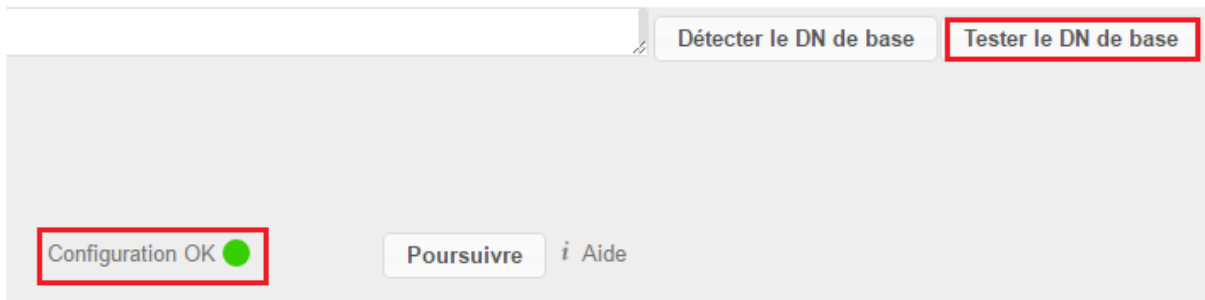 Détecter le DN de base Tester le DN de base
Configuration OK Poursuivre i Aide